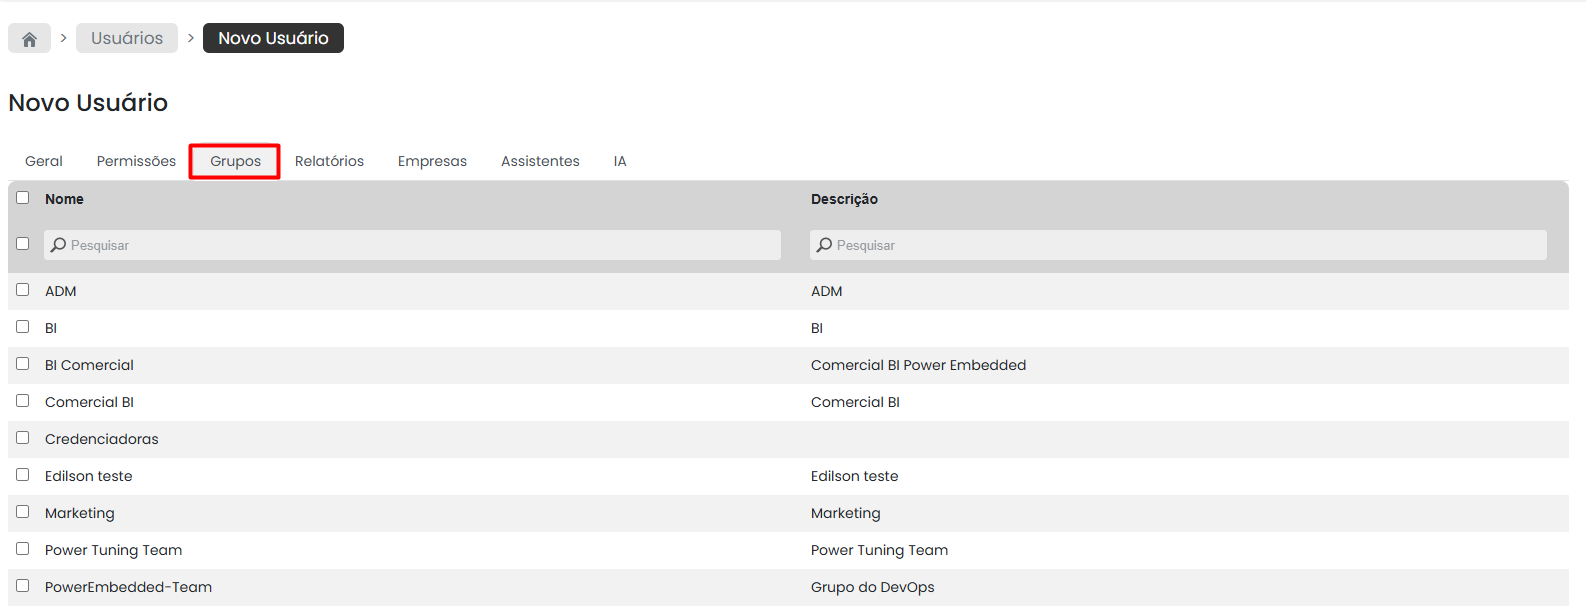 > Usuários > Novo Usuário
Novo Usuário
Geral Permissões Grupos Relatórios Empresas Assistentes IA
Nome Descrição
Pesquisar Pesquisar
ADM ADM
BI BI
BI Comercial Comercial BI Power Embedded
Comercial BI Comercial BI
Credenciadoras
Edilson teste Edilson teste
Marketing Marketing
Power Tuning Team Power Tuning Team
PowerEmbedded-Team Grupo do DevOps